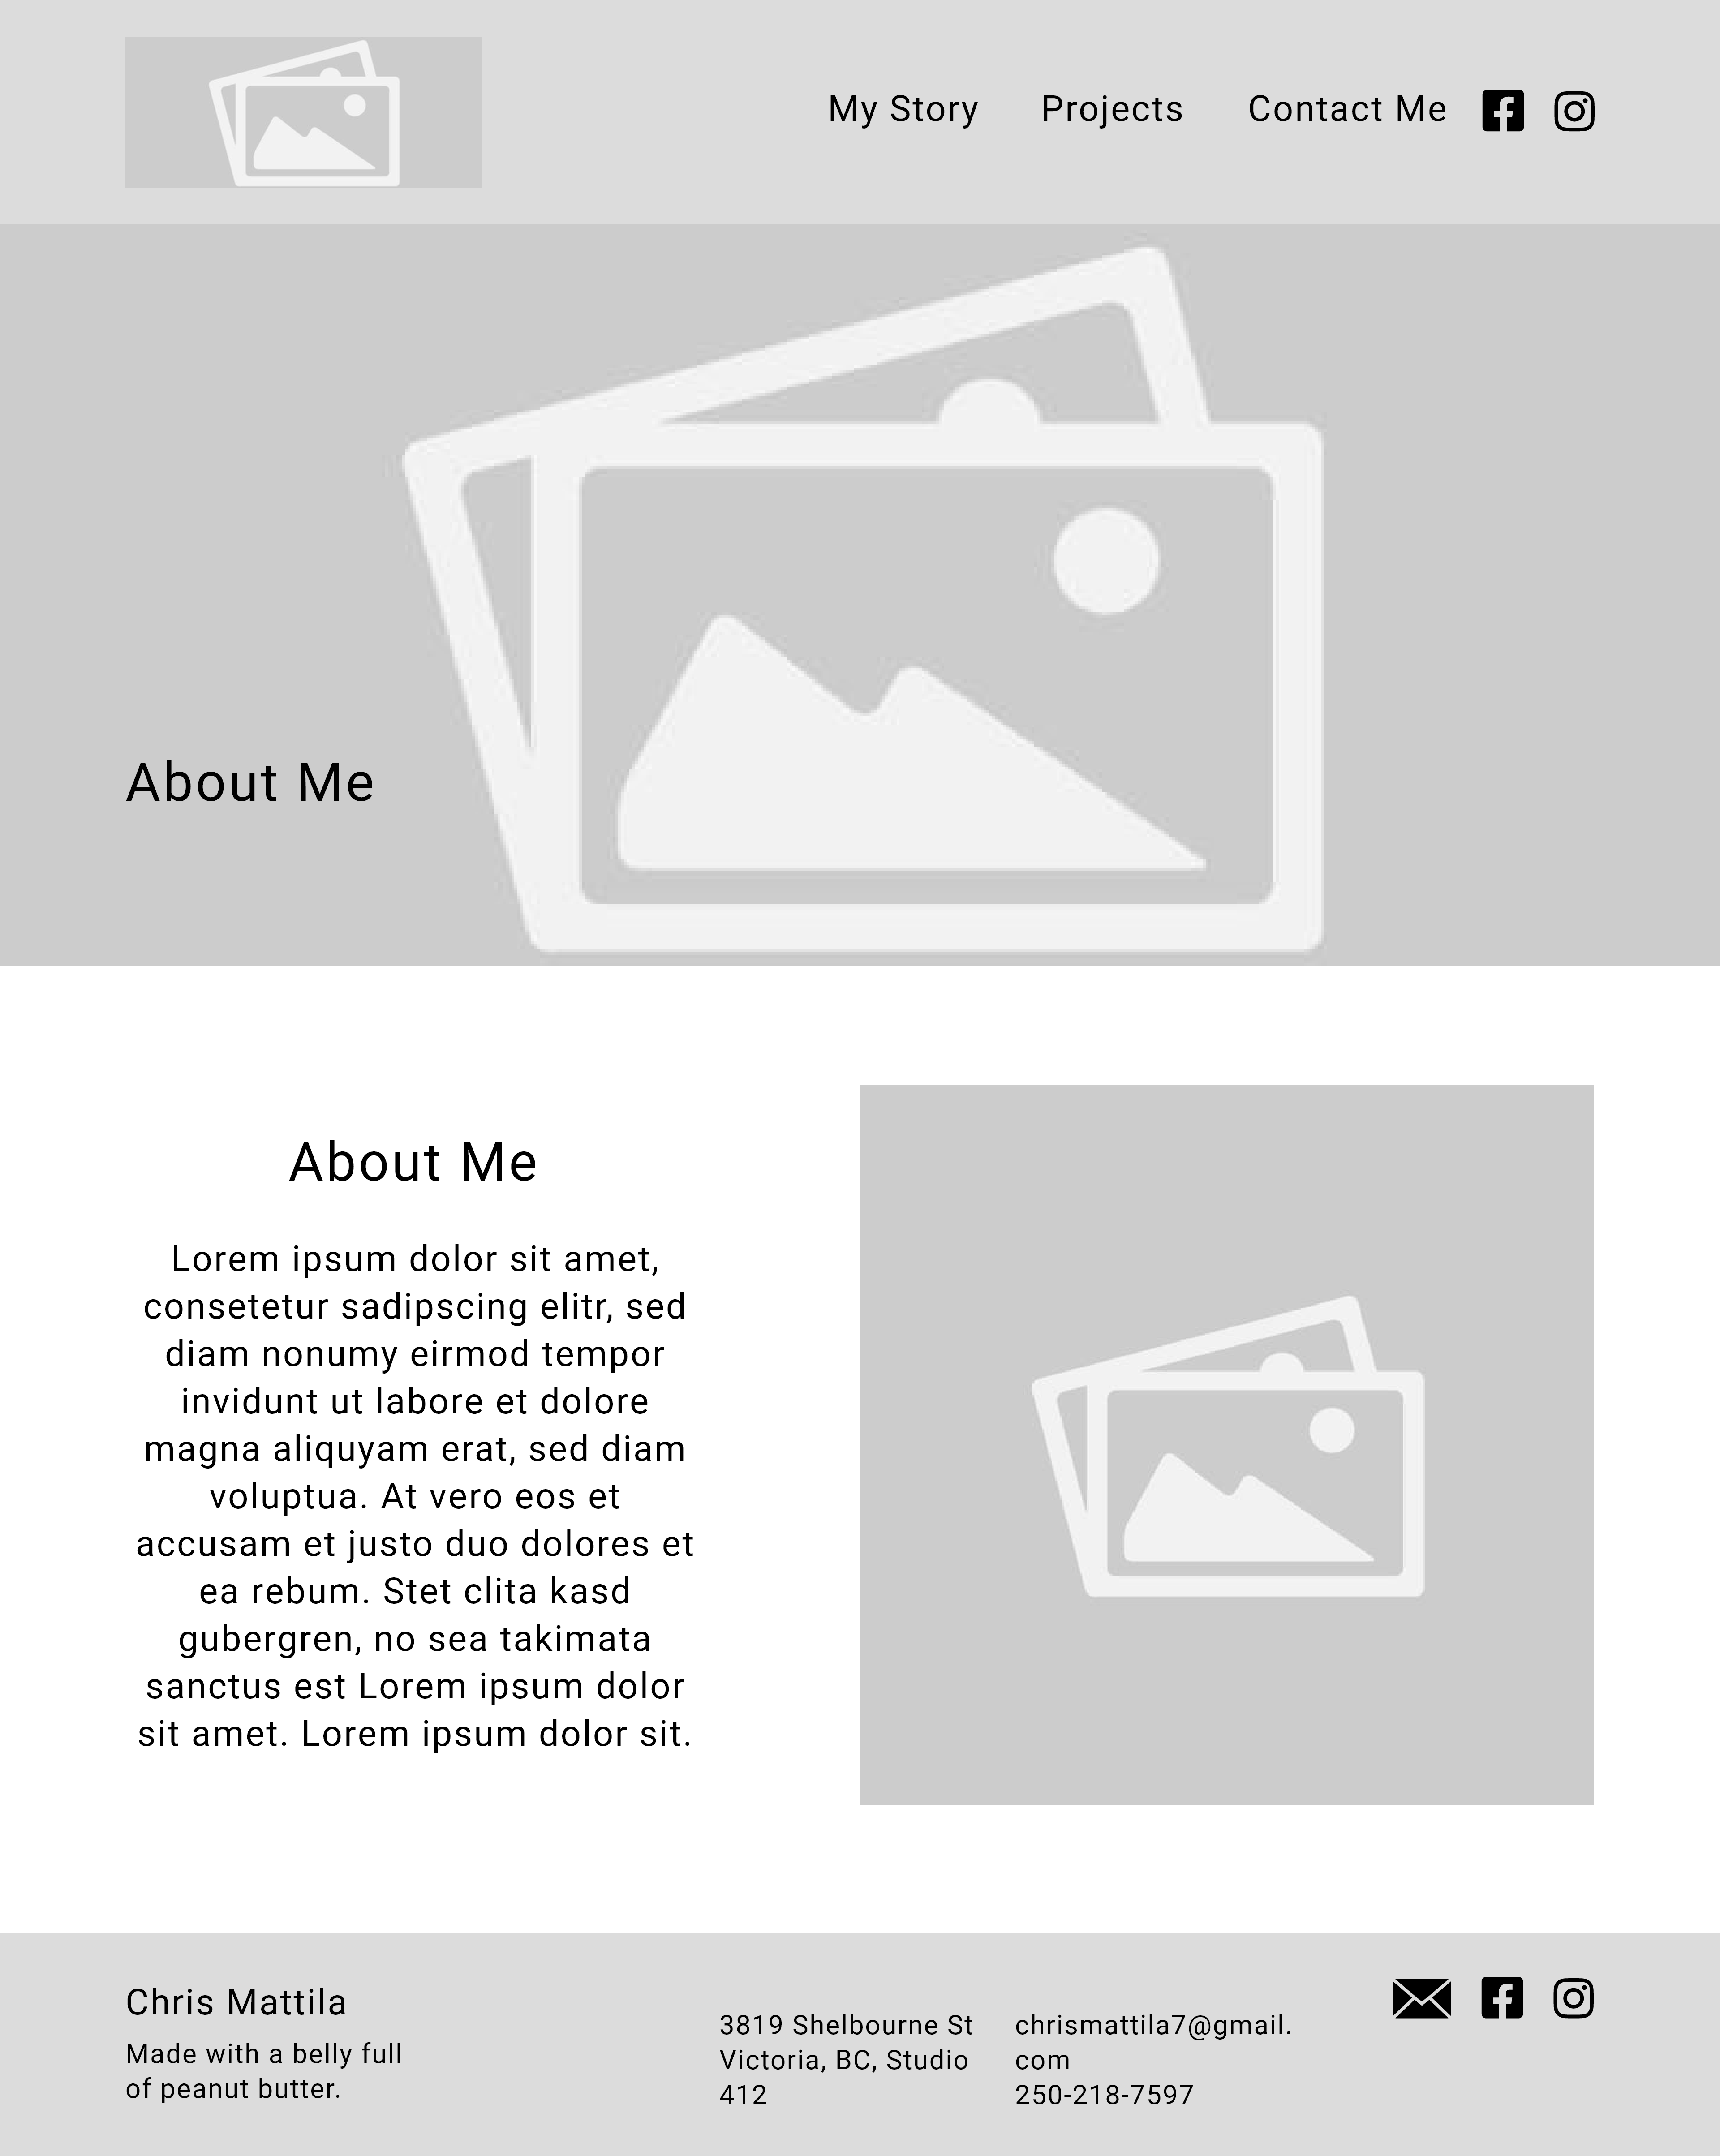 My Story Projects Contact Me
About Me
About Me
Lorem ipsum dolor sit amet,
consetetur sadipscing elitr, sed
diam nonumy eirmod tempor
invidunt ut labore et dolore
magna aliquyam erat, sed diam
voluptua. At vero eos et
accusam et justo duo dolores et
ea rebum. Stet clita kasd
gubergren, no sea takimata
sanctus est Lorem ipsum dolor
sit amet. Lorem ipsum dolor sit.
Chris Mattila
Made with a belly full
of peanut butter.
3819 Shelbourne St
Victoria, BC, Studio
412
chrismattila7@gmail.
com
250-218-7597